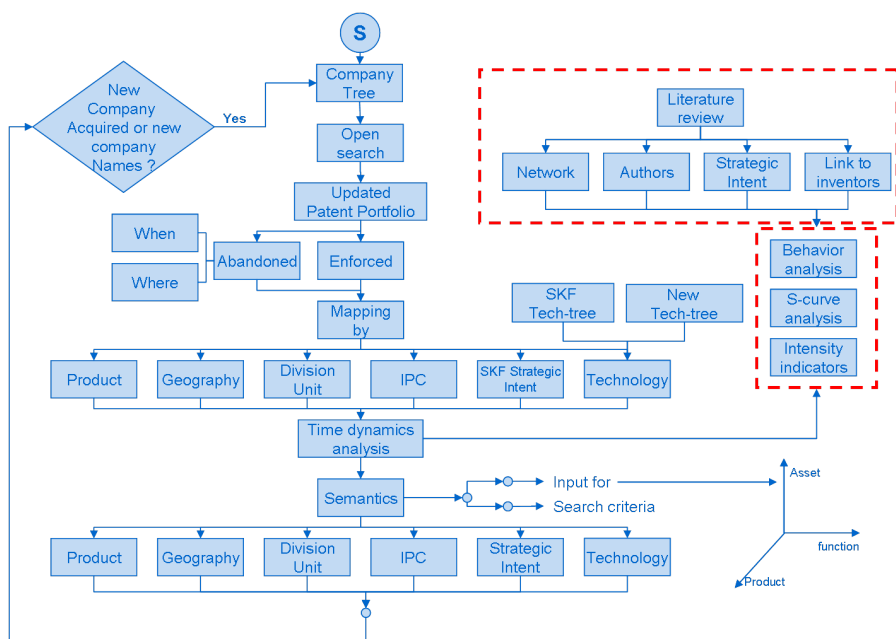 S
New
Company
Acquired or new
company
Names ?
Yes
Company
Tree
Open
search
Updated
Patent Portfolio
When
Where
Abandoned
Enforced
Mapping
by
SKF
Tech-tree
New
Tech-tree
Literature
review
Network
Authors
Strategic
Intent
Link to
inventors
Behavior
analysis
S-curve
analysis
Intensity
indicators
Product
Geography
Division
Unit
IPC
SKF Strategic
Intent
Technology
Time dynamics
analysis
Semantics
Input for
Search criteria
Asset
function
Product
Product
Geography
Division
Unit
IPC
Strategic
Intent
Technology